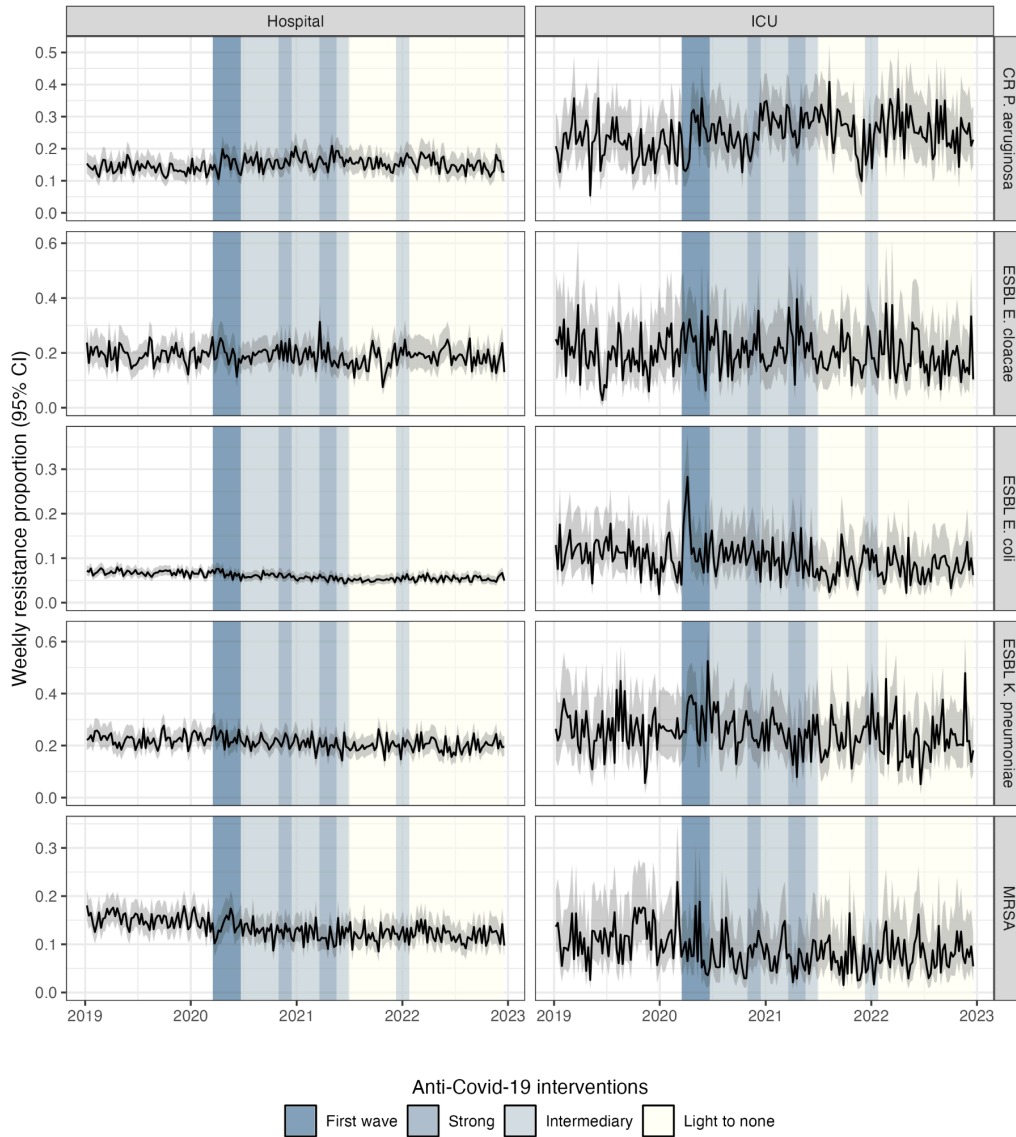 Hospital
ICU
Weekly resistance proportion (95% CI)
0.5
0.4
0.3
0.2
0.1
0.0
CR P. aeruginosa
0.6
0.4
0.2
0.0
ESBL E. cloacae
0.3
0.2
0.1
0.0
ESBL E. coli
0.6
0.4
0.2
0.0
ESBL K. pneumoniae
0.3
0.2
0.1
0.0
MRSA
2019 2020 2021 2022 2023
2019 2020 2021 2022 2023
Anti-Covid-19 interventions
First wave Strong Intermediary Light to none